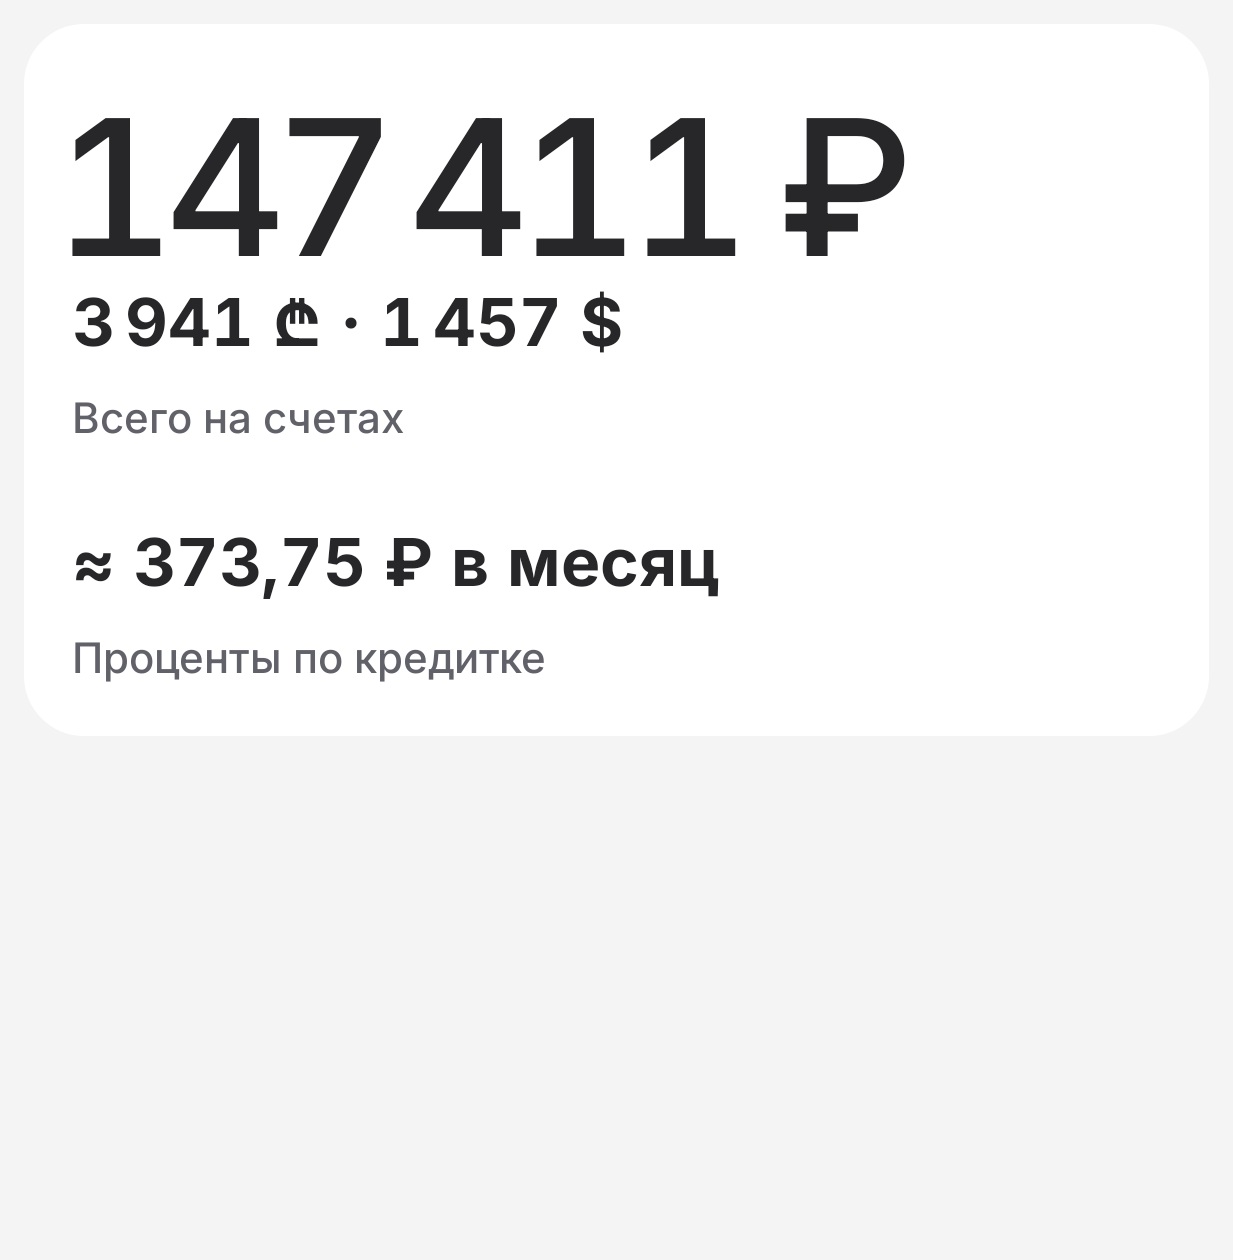 147 411 ₽
3 941 ₾ · 1 457 $
Всего на счетах
≈ 373,75 ₽ в месяц
Проценты по кредитке